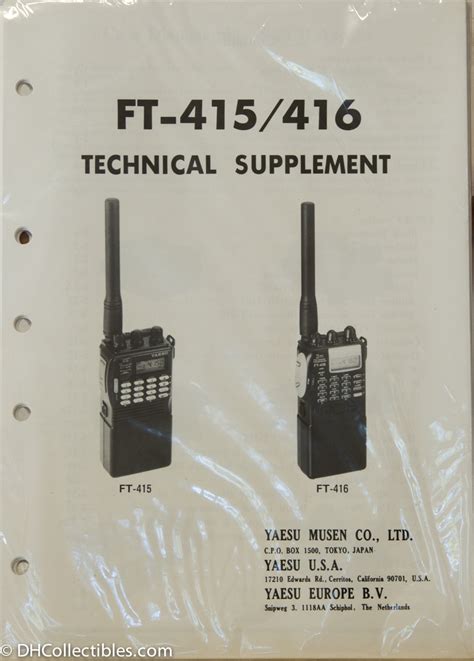 FT-415/416
TECHNICAL SUPPLEMENT
YAESU
FT-415
FT-416
YAESU MUSEN CO., LTD.
C.P.O. BOX 1500, TOKYO, JAPAN
YAESU U.S.A.
17210 Edwards Rd., Cerritos, California 90701, U.S.A.
YAESU EUROPE B.V.
Snipweg 3. 1118AA Schiphol, The Netherlands
© DHCollectibles.com